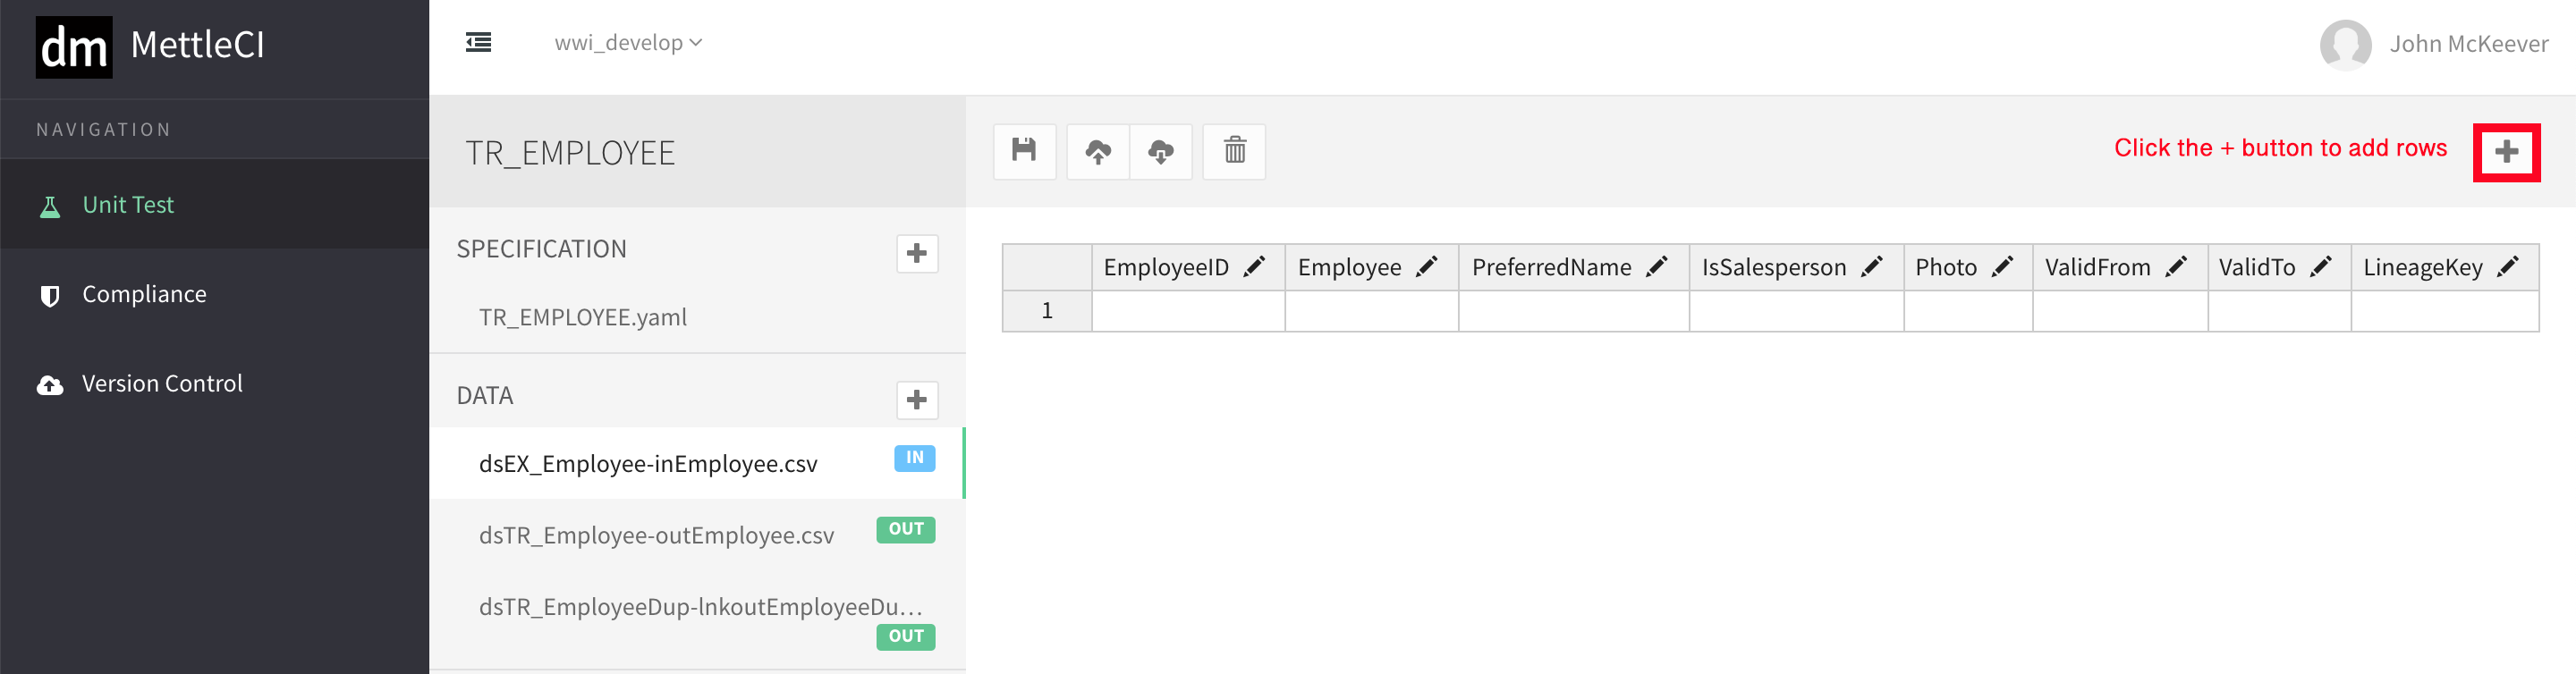 dm MettleCI
wwi_develop
John McKeever
NAVIGATION
Unit Test
Compliance
Version Control
TR_EMPLOYEE
SPECIFICATION
TR_EMPLOYEE.yaml
DATA
dsEX_Employee-inEmployee.csv IN
dsTR_Employee-outEmployee.csv OUT
dsTR_EmployeeDup-lnkoutEmployeeDu...
OUT
Click the + button to add rows
EmployeeID Employee PreferredName IsSalesperson Photo ValidFrom ValidTo LineageKey
1